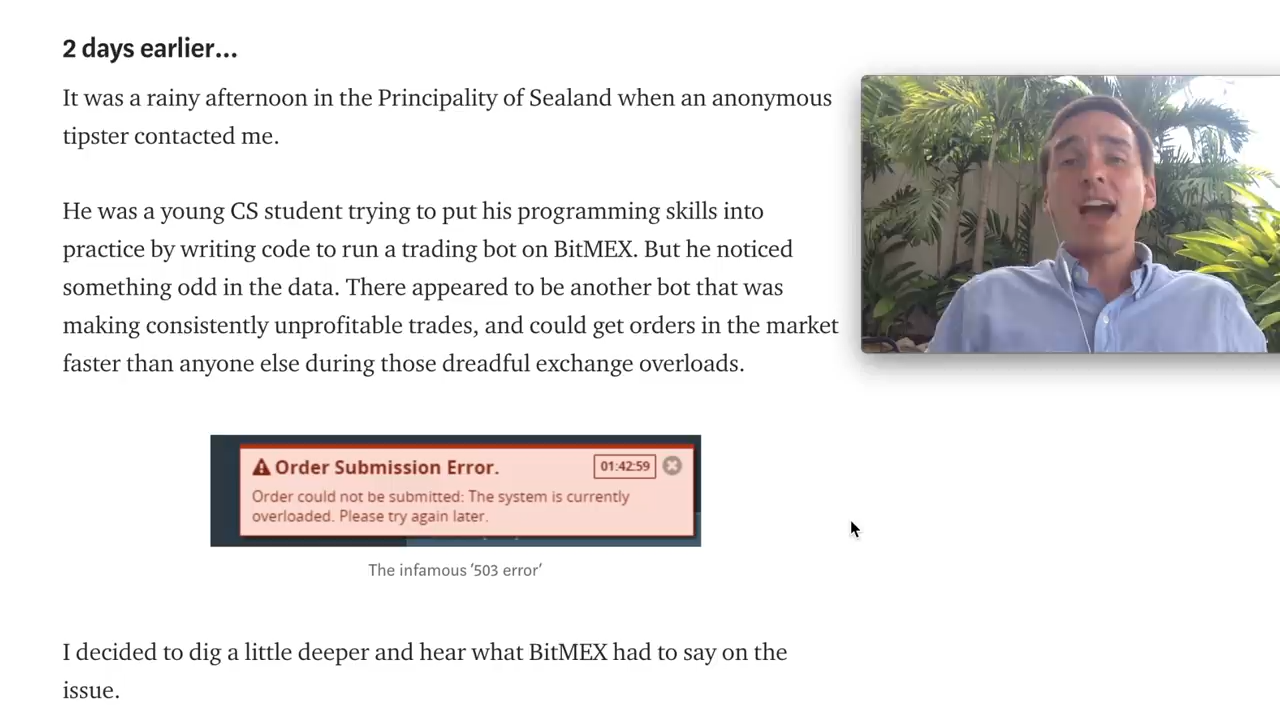 2 days earlier…
It was a rainy afternoon in the Principality of Sealand when an anonymous
tipster contacted me.
He was a young CS student trying to put his programming skills into
practice by writing code to run a trading bot on BitMEX. But he noticed
something odd in the data. There appeared to be another bot that was
making consistently unprofitable trades, and could get orders in the market
faster than anyone else during those dreadful exchange overloads.
Order Submission Error. 01:42:59
Order could not be submitted: The system is currently
overloaded. Please try again later.
The infamous ‘503 error’
I decided to dig a little deeper and hear what BitMEX had to say on the
issue.